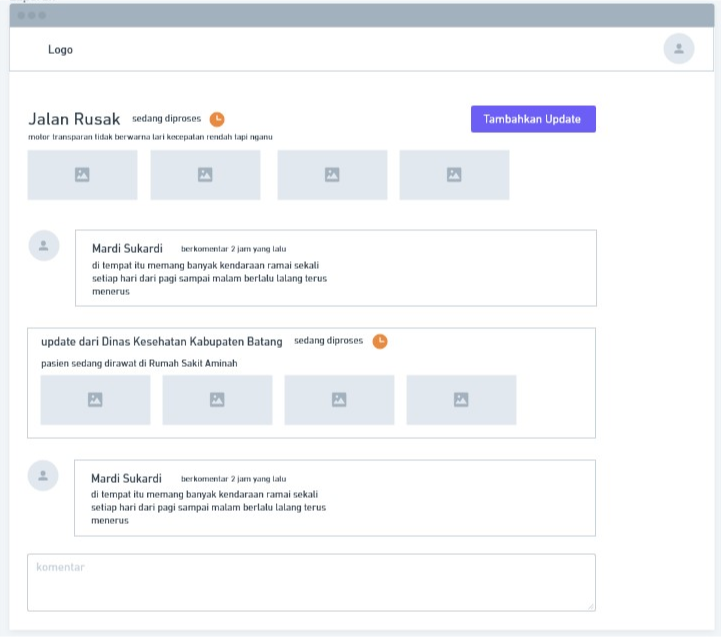 Logo
Jalan Rusak sedang diproses
Tambahkan Update
motor transparan tidak berwarna lari kecepatan rendah tapi nganu
Mardi Sukardi berkomentar 2 jam yang lalu
di tempat itu memang banyak kendaraan ramai sekali
setiap hari dari pagi sampai malam berlalu lalang terus
menerus
update dari Dinas Kesehatan Kabupaten Batang sedang diproses
pasien sedang dirawat di Rumah Sakit Aminah
Mardi Sukardi berkomentar 2 jam yang lalu
di tempat itu memang banyak kendaraan ramai sekali
setiap hari dari pagi sampai malam berlalu lalang terus
menerus
komentar